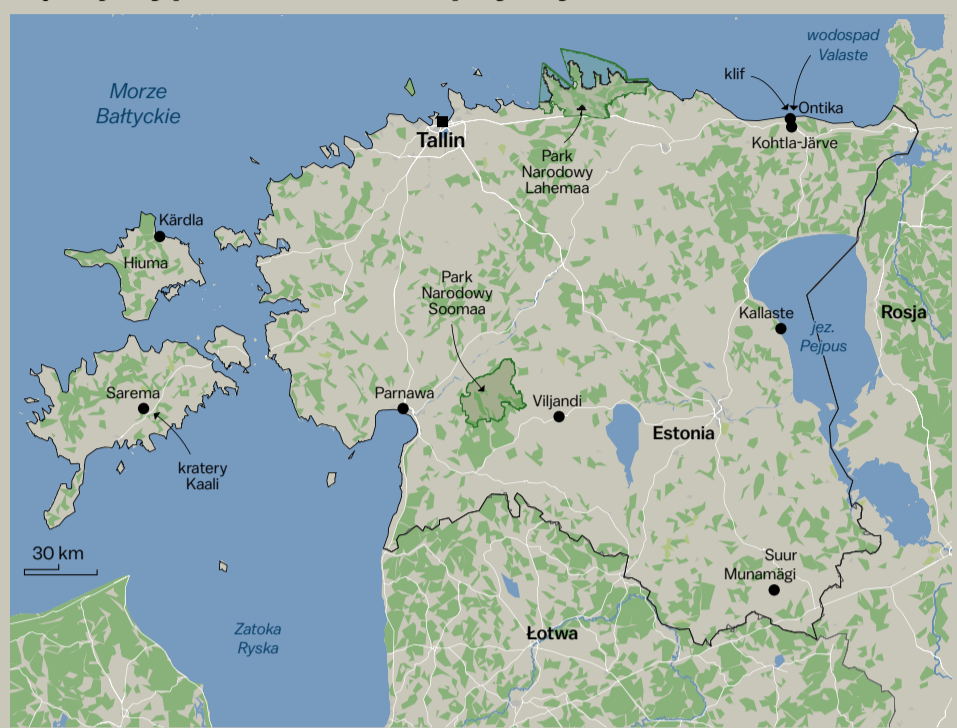 wodospad
Valaste
klif
Ontika
Kohtla-Järve
Morze
Bałtyckie
Tallin
Park
Narodowy
Lahemaa
Kärdla
Hiuma
Park
Narodowy
Soomaa
Kallaste
Rosja
jez.
Pejpus
Sarema
Parnawa
Viljandi
Estonia
kratery
Kaali
30 km
Suur
Munamägi
Zatoka
Ryska
Łotwa